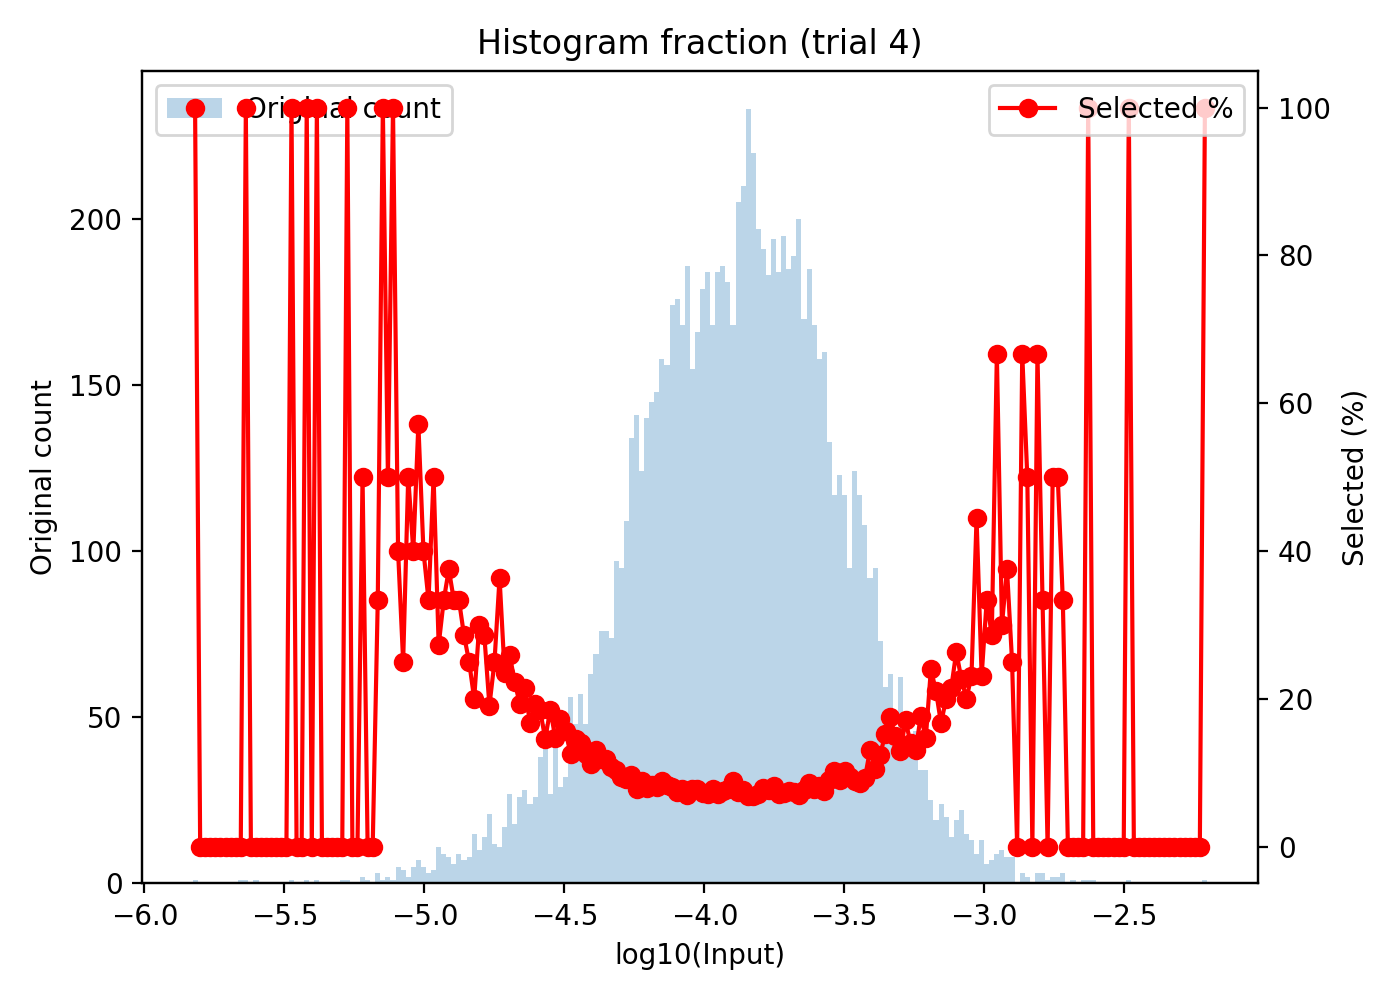 Histogram fraction (trial 4)
Original count
Selected %
200
150
100
50
0
100
80
60
40
20
0
Original count
Selected (%)
−6.0 −5.5 −5.0 −4.5 −4.0 −3.5 −3.0 −2.5
log10(Input)